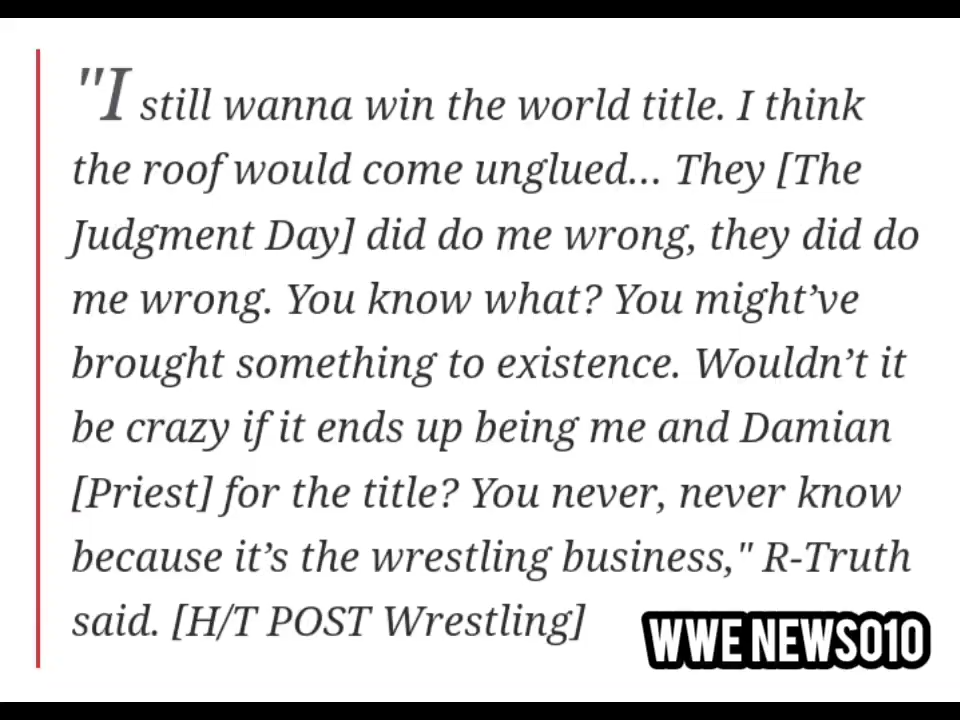 "I still wanna win the world title. I think
the roof would come unglued... They [The
Judgment Day] did do me wrong, they did do
me wrong. You know what? You might’ve
brought something to existence. Wouldn’t it
be crazy if it ends up being me and Damian
[Priest] for the title? You never, never know
because it’s the wrestling business," R-Truth
said. [H/T POST Wrestling]
WWE NEWS010